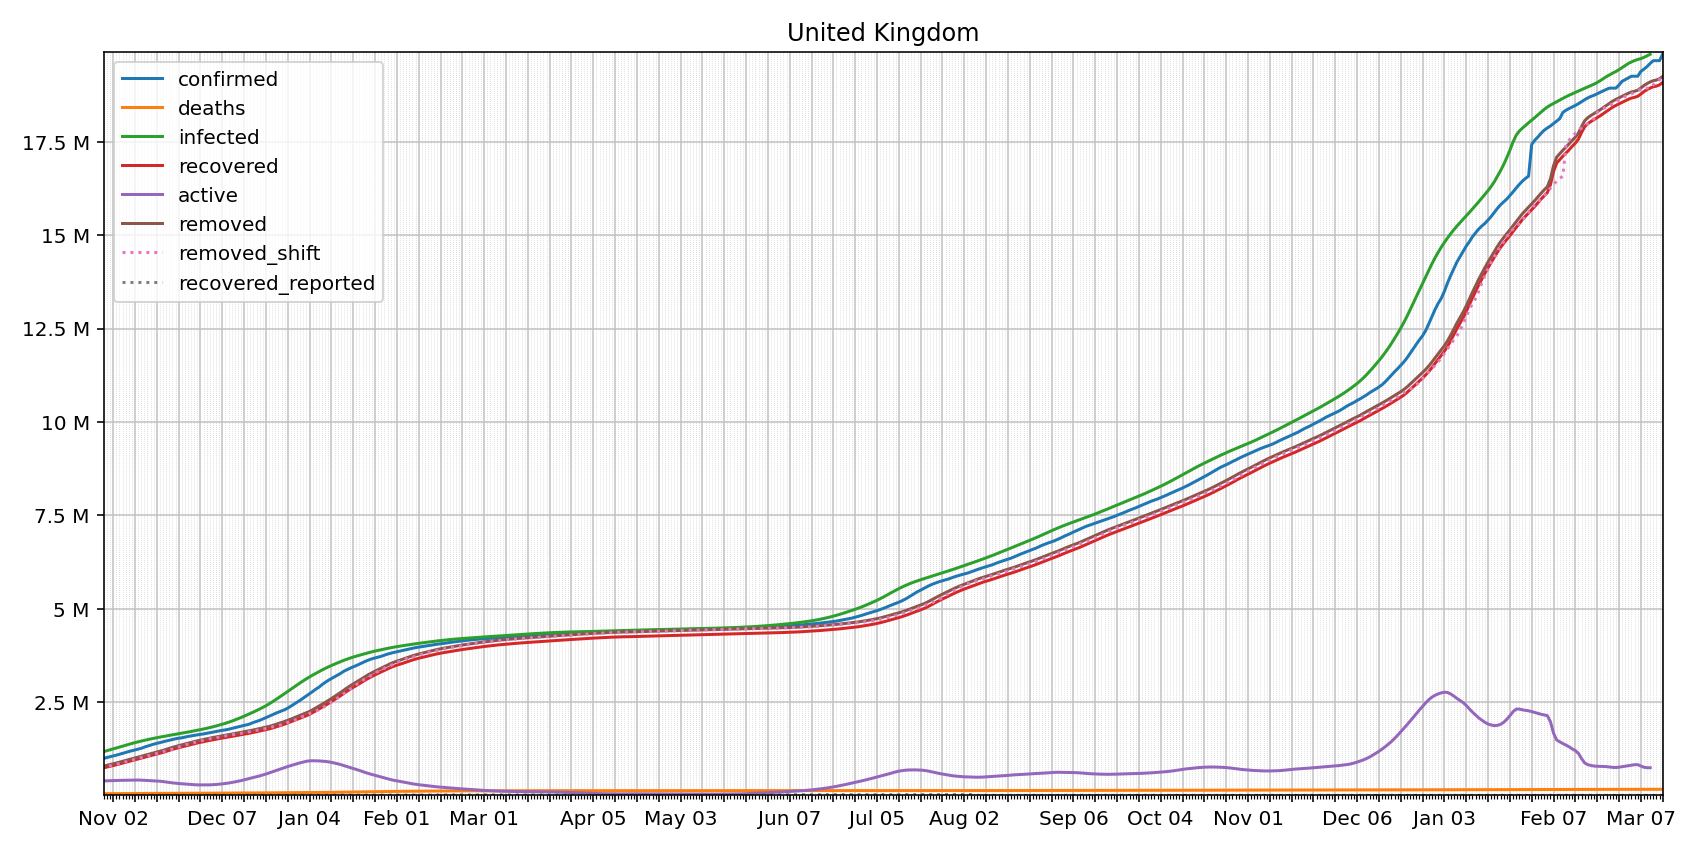 United Kingdom
confirmed
deaths
infected
recovered
active
removed
removed_shift
recovered_reported
17.5 M
15 M
12.5 M
10 M
7.5 M
5 M
2.5 M
Nov 02 Dec 07 Jan 04 Feb 01 Mar 01 Apr 05 May 03 Jun 07 Jul 05 Aug 02 Sep 06 Oct 04 Nov 01 Dec 06 Jan 03 Feb 07 Mar 07